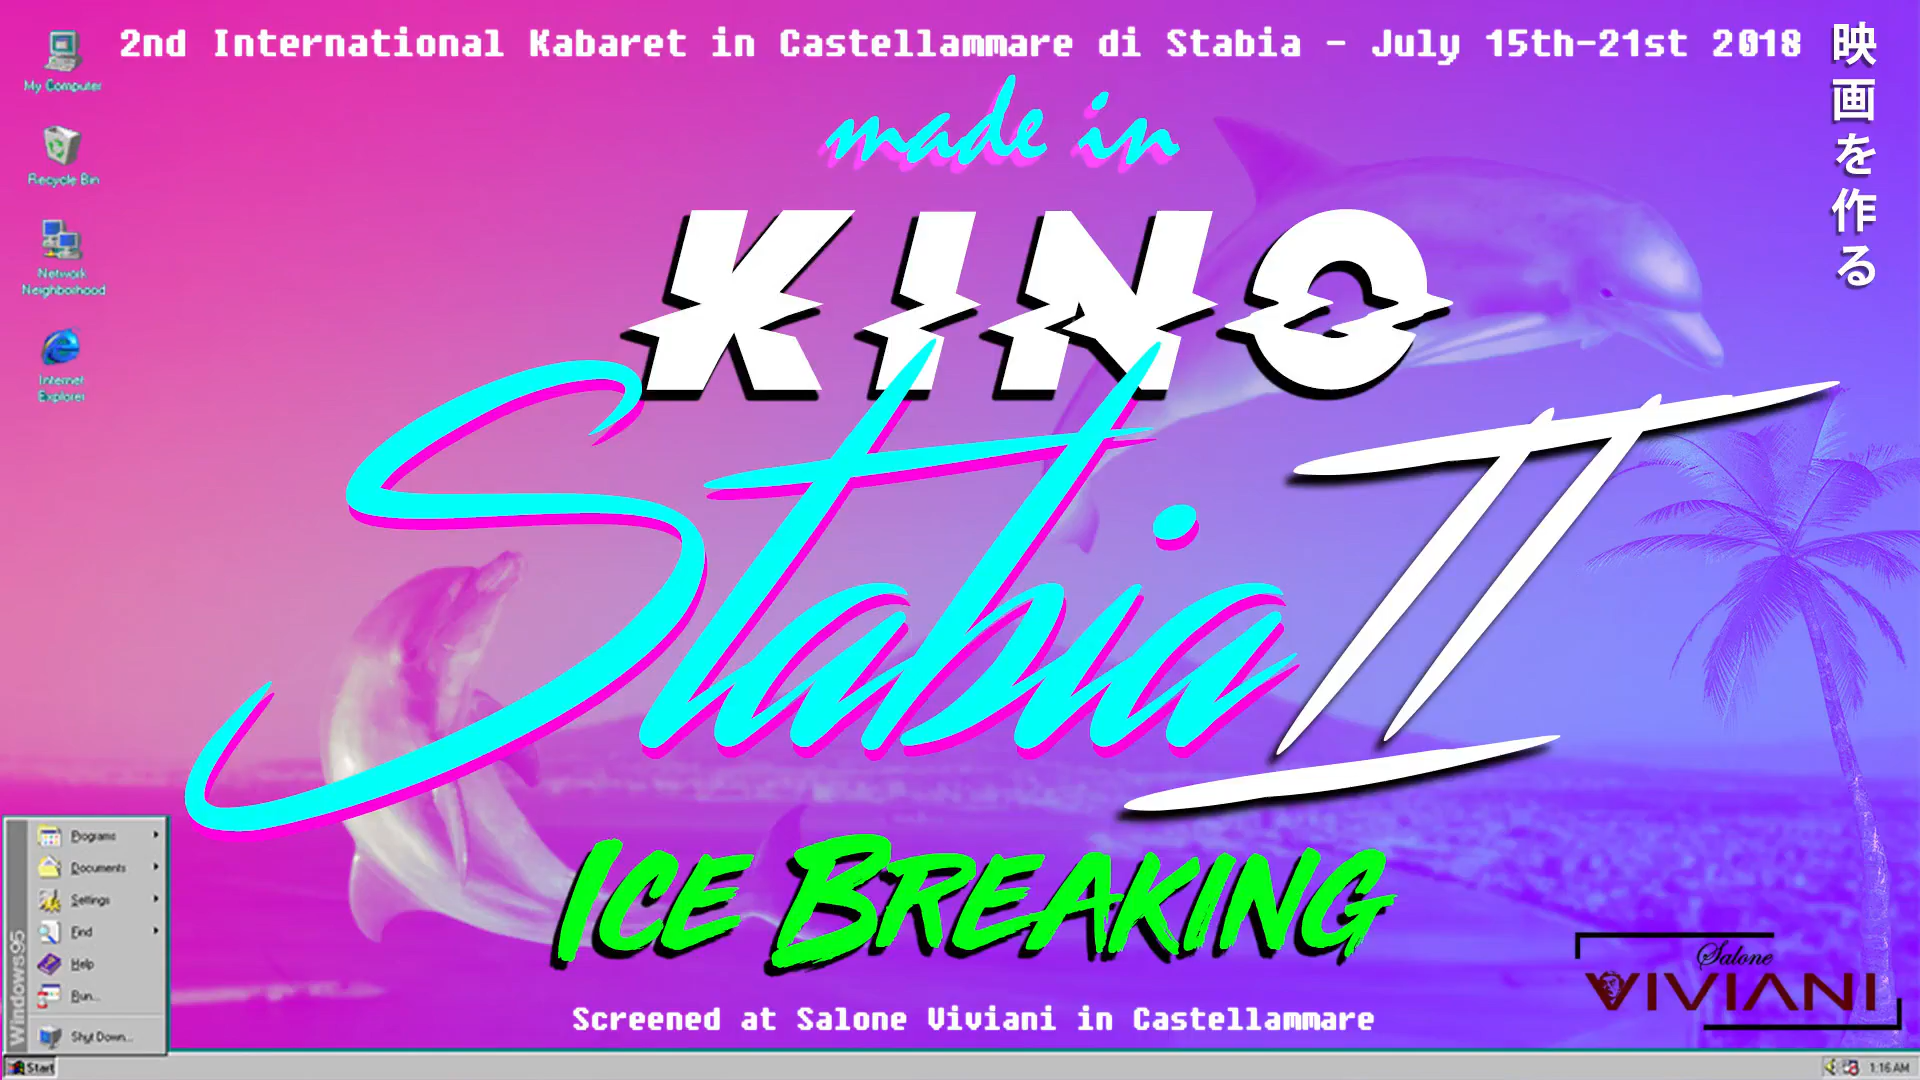 2nd International Kabaret in Castellammare di Stabia - July 15th-21st 2018
映画を作る
My Computer
Recycle Bin
Network
Neighborhood
Internet
Explorer
made in
KINO
Stabia II
ICE BREAKING
Screened at Salone Viviani in Castellammare
Salone
VIVIANI
Windows95
Programs
Documents
Settings
Find
Help
Run...
Shut Down...
Start
1:16 AM